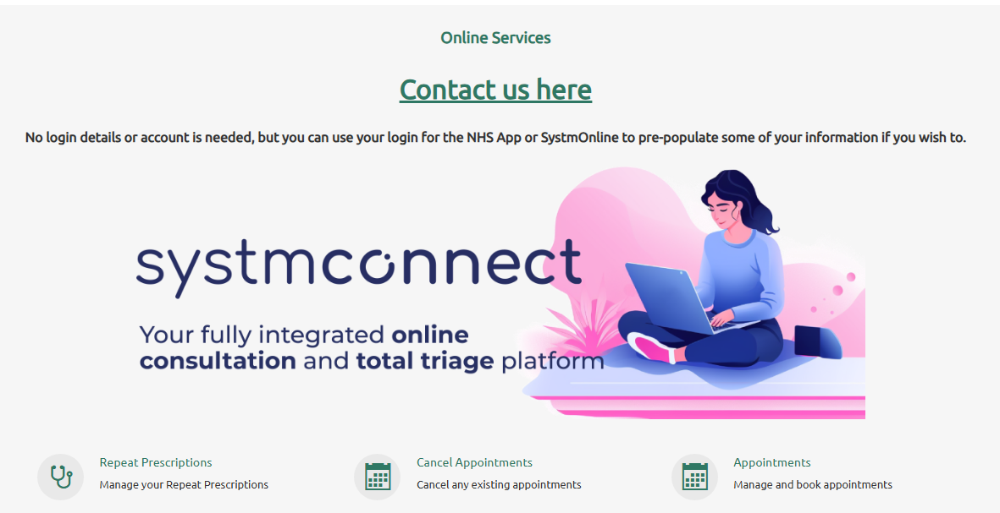 Online Services
Contact us here
No login details or account is needed, but you can use your login for the NHS App or SystmOnline to pre-populate some of your information if you wish to.
systmconnect
Your fully integrated online
consultation and total triage platform
Repeat Prescriptions
Manage your Repeat Prescriptions
Cancel Appointments
Cancel any existing appointments
Appointments
Manage and book appointments